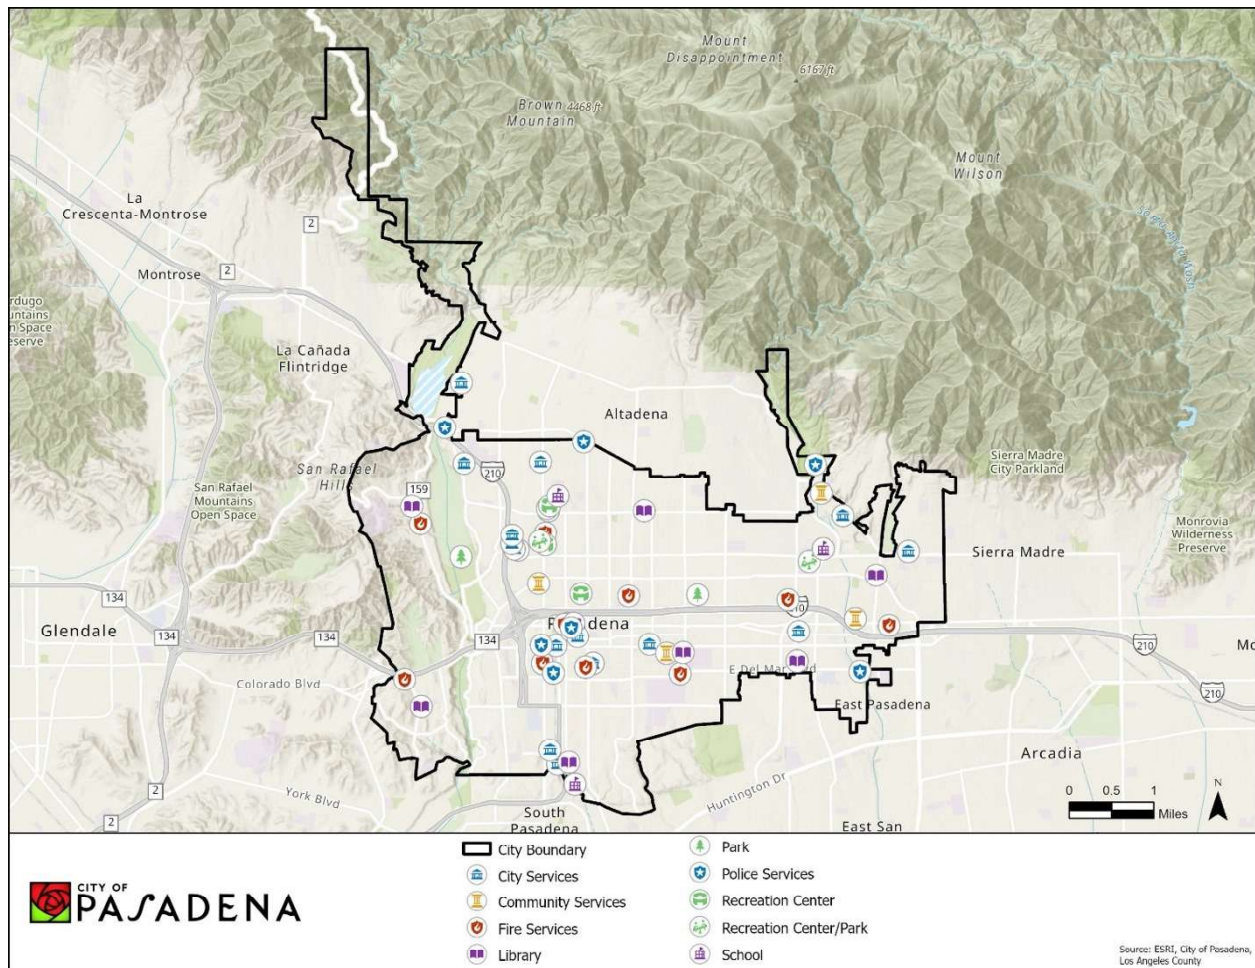 Mount
Disappointment
6167 ft
Brown
Mountain
4468 ft
Mount
Wilson
Santa Anita Wash
La
Crescenta-Montrose
2
Montrose
2
La Cañada
Flintridge
Altadena
Sierra Madre
City Parkland
San Rafael
Hills
159
210
San Rafael
Mountains
Open Space
Monrovia
Wilderness
Preserve
Sierra Madre
134
134
134
134
Glendale
Pasadena
210
210
210
Colorado Blvd
E Del Mar Blvd
East Pasadena
Arcadia
2
2
York Blvd
Huntington Dr
South
Pasadena
East San
0 0.5 1
Miles
N
City Boundary
City Services
Community Services
Fire Services
Library
Park
Police Services
Recreation Center
Recreation Center/Park
School
CITY OF
PASADENA
Source: ESRI, City of Pasadena,
Los Angeles County